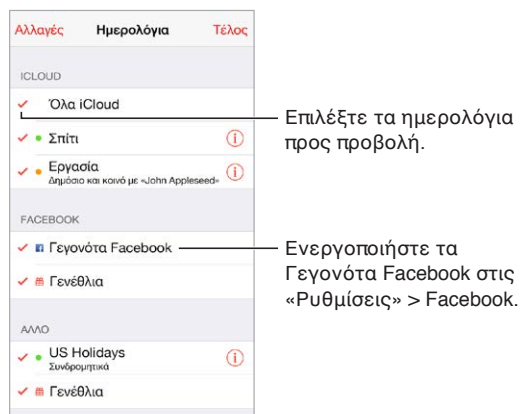 Αλλαγές Ημερολόγια Τέλος
ICLOUD
Όλα iCloud
Σπίτι
Εργασία
Δημόσιο και κοινό με «John Appleseed»
FACEBOOK
Γεγονότα Facebook
Γενέθλια
ΑΛΛΟ
US Holidays
Συνδρομητικά
Γενέθλια
Επιλέξτε τα ημερολόγια
προς προβολή.
Ενεργοποιήστε τα
Γεγονότα Facebook στις
«Ρυθμίσεις» > Facebook.